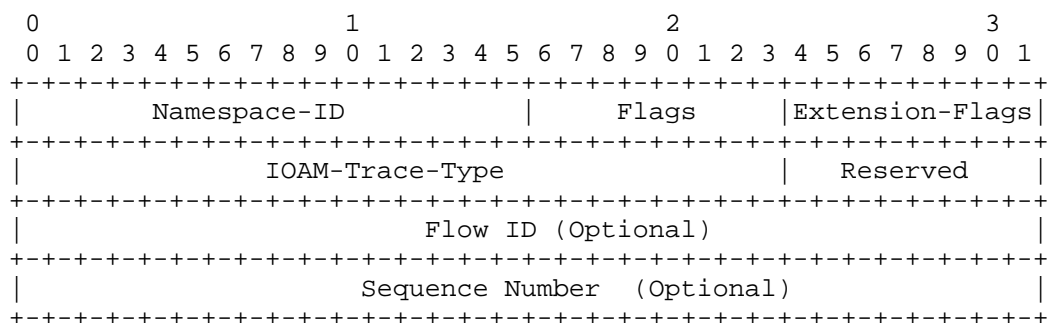 0                   1                   2                   3
 0 1 2 3 4 5 6 7 8 9 0 1 2 3 4 5 6 7 8 9 0 1 2 3 4 5 6 7 8 9 0 1
+-+-+-+-+-+-+-+-+-+-+-+-+-+-+-+-+-+-+-+-+-+-+-+-+-+-+-+-+-+-+-+-+
|        Namespace-ID           |     Flags     |Extension-Flags|
+-+-+-+-+-+-+-+-+-+-+-+-+-+-+-+-+-+-+-+-+-+-+-+-+-+-+-+-+-+-+-+-+
|               IOAM-Trace-Type                 |   Reserved    |
+-+-+-+-+-+-+-+-+-+-+-+-+-+-+-+-+-+-+-+-+-+-+-+-+-+-+-+-+-+-+-+-+
|                         Flow ID (Optional)                    |
+-+-+-+-+-+-+-+-+-+-+-+-+-+-+-+-+-+-+-+-+-+-+-+-+-+-+-+-+-+-+-+-+
|                     Sequence Number  (Optional)               |
+-+-+-+-+-+-+-+-+-+-+-+-+-+-+-+-+-+-+-+-+-+-+-+-+-+-+-+-+-+-+-+-+